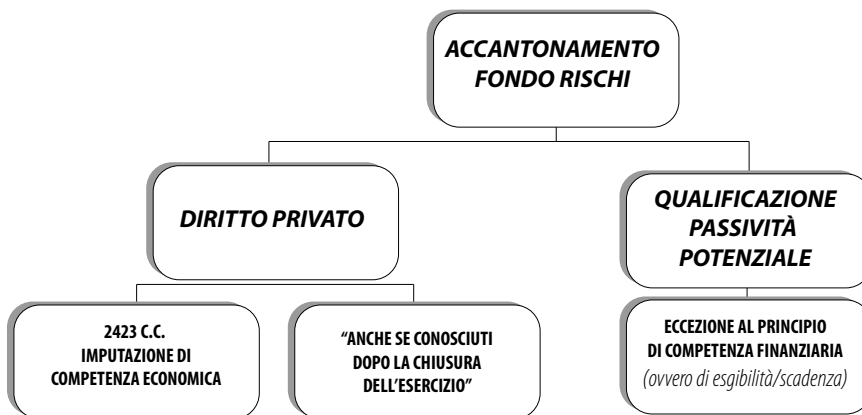 ACCANTONAMENTO
FONDO RISCHI
DIRITTO PRIVATO
QUALIFICAZIONE
PASSIVITÀ
POTENZIALE
2423 C.C.
IMPUTAZIONE DI
COMPETENZA ECONOMICA
“ANCHE SE CONOSCIUTI
DOPO LA CHIUSURA
DELL’ESERCIZIO”
ECCEZIONE AL PRINCIPIO
DI COMPETENZA FINANZIARIA
(ovvero di esgibilità/scadenza)